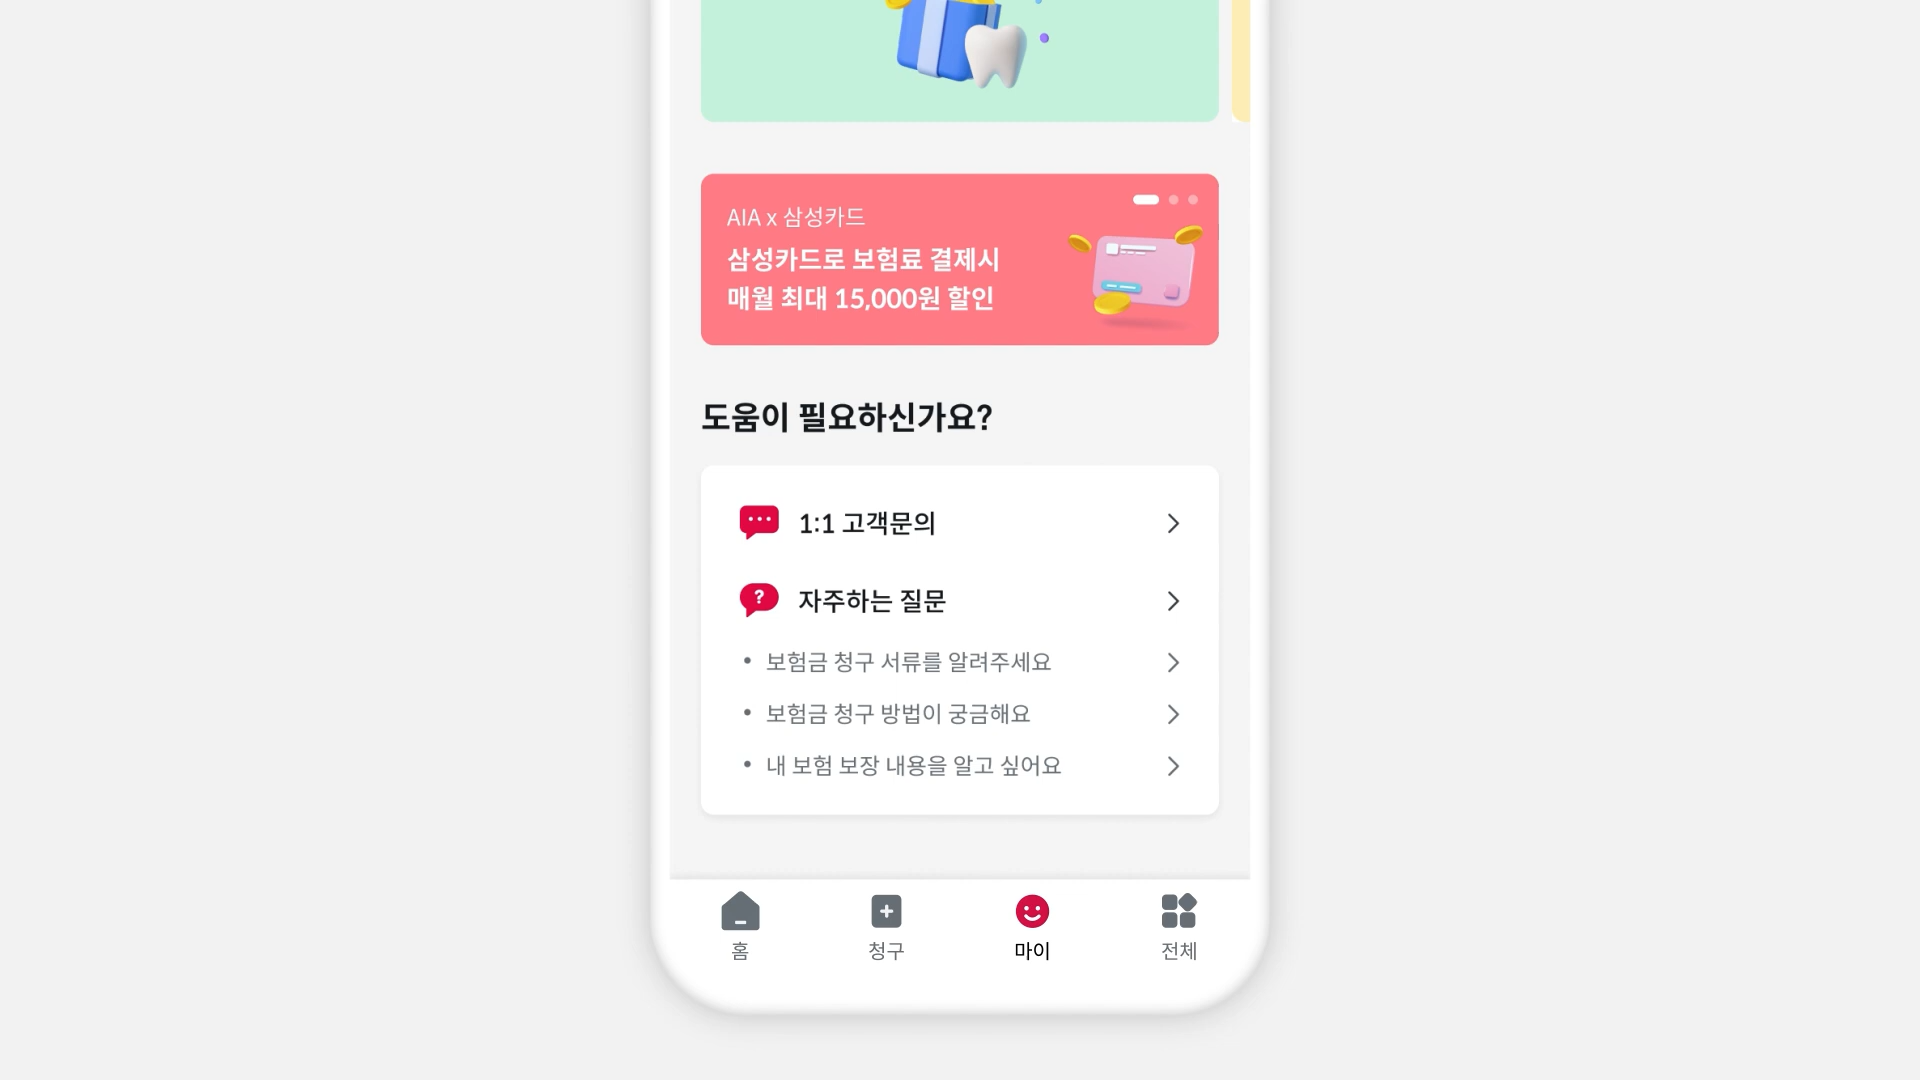 AIA x 삼성카드
삼성카드로 보험료 결제시
매월 최대 15,000원 할인
도움이 필요하신가요?
1:1 고객문의
자주하는 질문
• 보험금 청구 서류를 알려주세요
• 보험금 청구 방법이 궁금해요
• 내 보험 보장 내용을 알고 싶어요
홈
청구
마이
전체